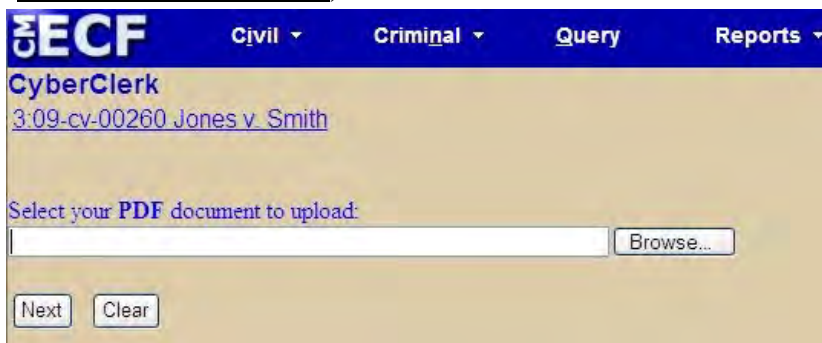 CM ECF Civil Criminal Query Reports
CyberClerk
3:09-cv-00260 Jones v. Smith
Select your PDF document to upload:
Browse...
Next Clear